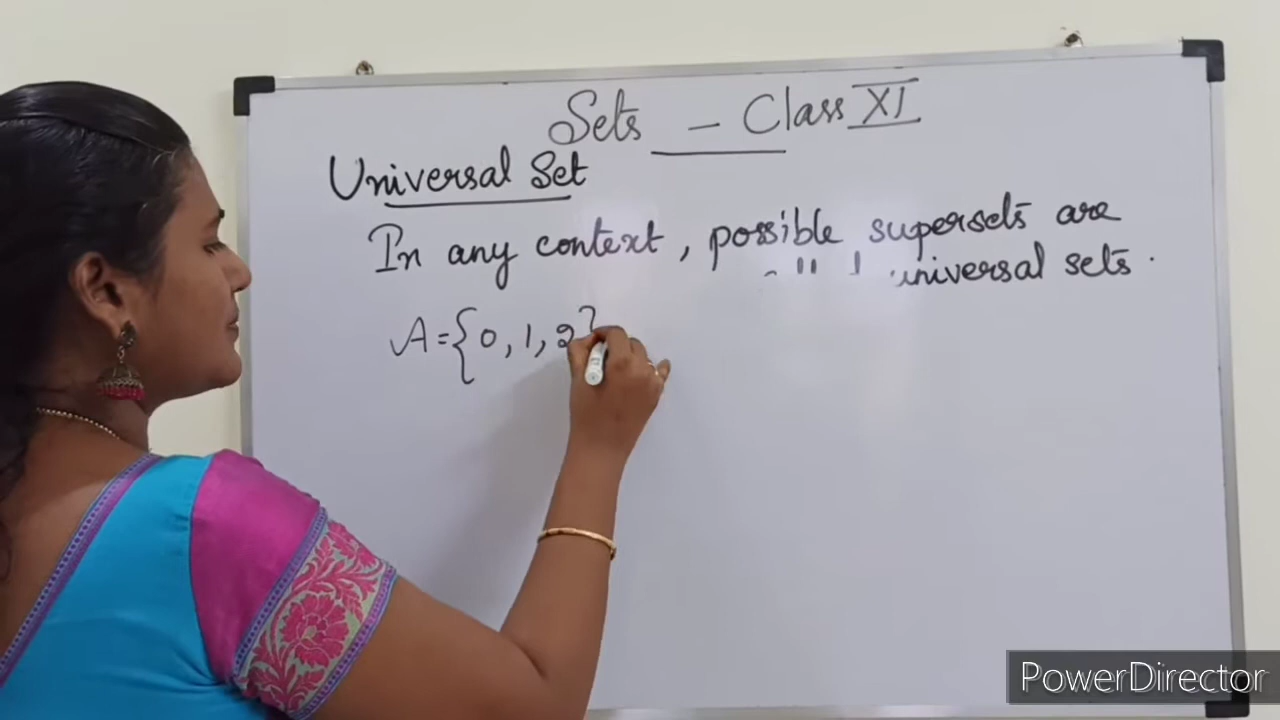 Sets - Class XI
Universal Set
In any context, possible supersets are
universal sets.
A={0, 1, 2}
PowerDirector